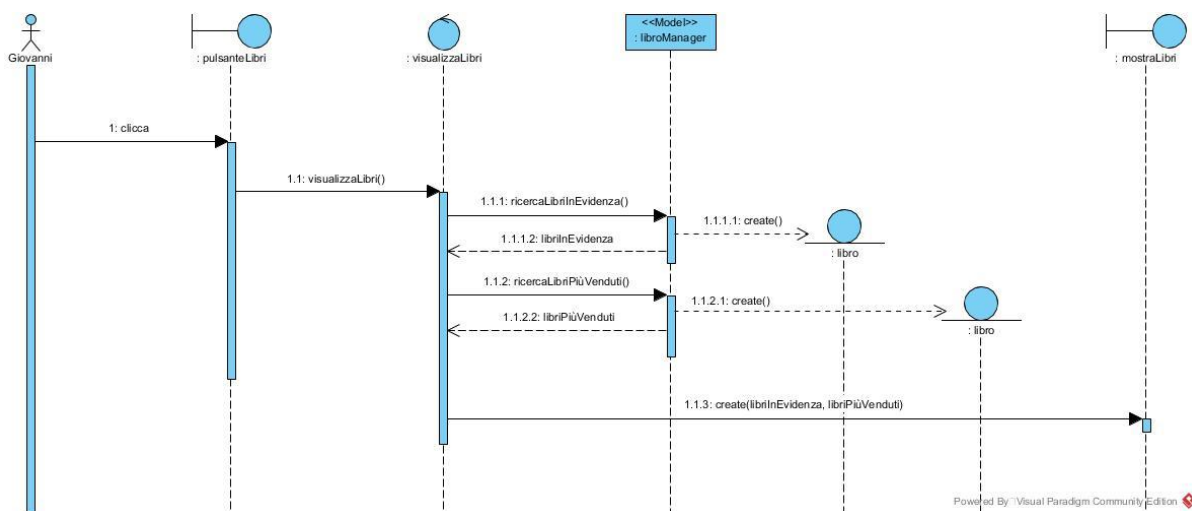 Giovanni
: pulsanteLibri
: visualizzaLibri
<<Model>>
: libroManager
: mostraLibri
1: clicca
1.1: visualizzaLibri()
1.1.1: ricercaLibriInEvidenza()
1.1.1.1: create()
1.1.1.2: libriInEvidenza
: libro
1.1.2: ricercaLibriPiùVenduti()
1.1.2.1: create()
1.1.2.2: libriPiùVenduti
: libro
1.1.3: create(libriInEvidenza, libriPiùVenduti)
Powered By Visual Paradigm Community Edition